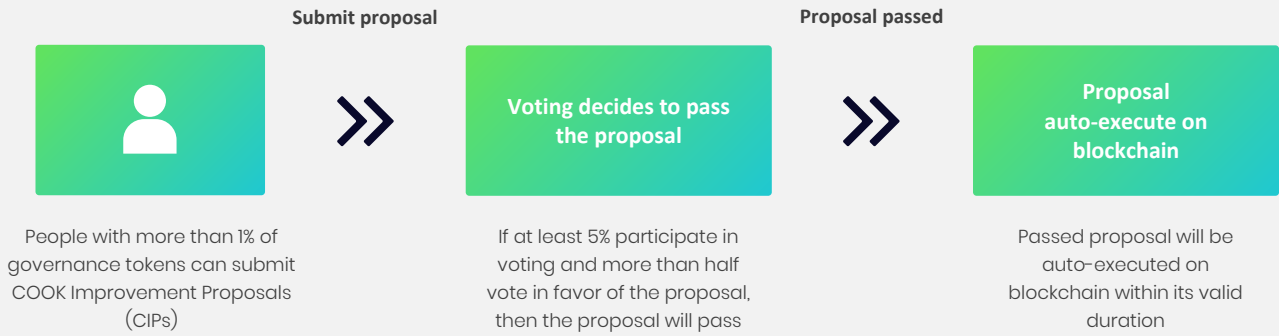 Submit proposal
Proposal passed
Voting decides to pass
the proposal
Proposal
auto-execute on
blockchain
People with more than 1% of
governance tokens can submit
COOK Improvement Proposals
(CIPs)
If at least 5% participate in
voting and more than half
vote in favor of the proposal,
then the proposal will pass
Passed proposal will be
auto-executed on
blockchain within its valid
duration